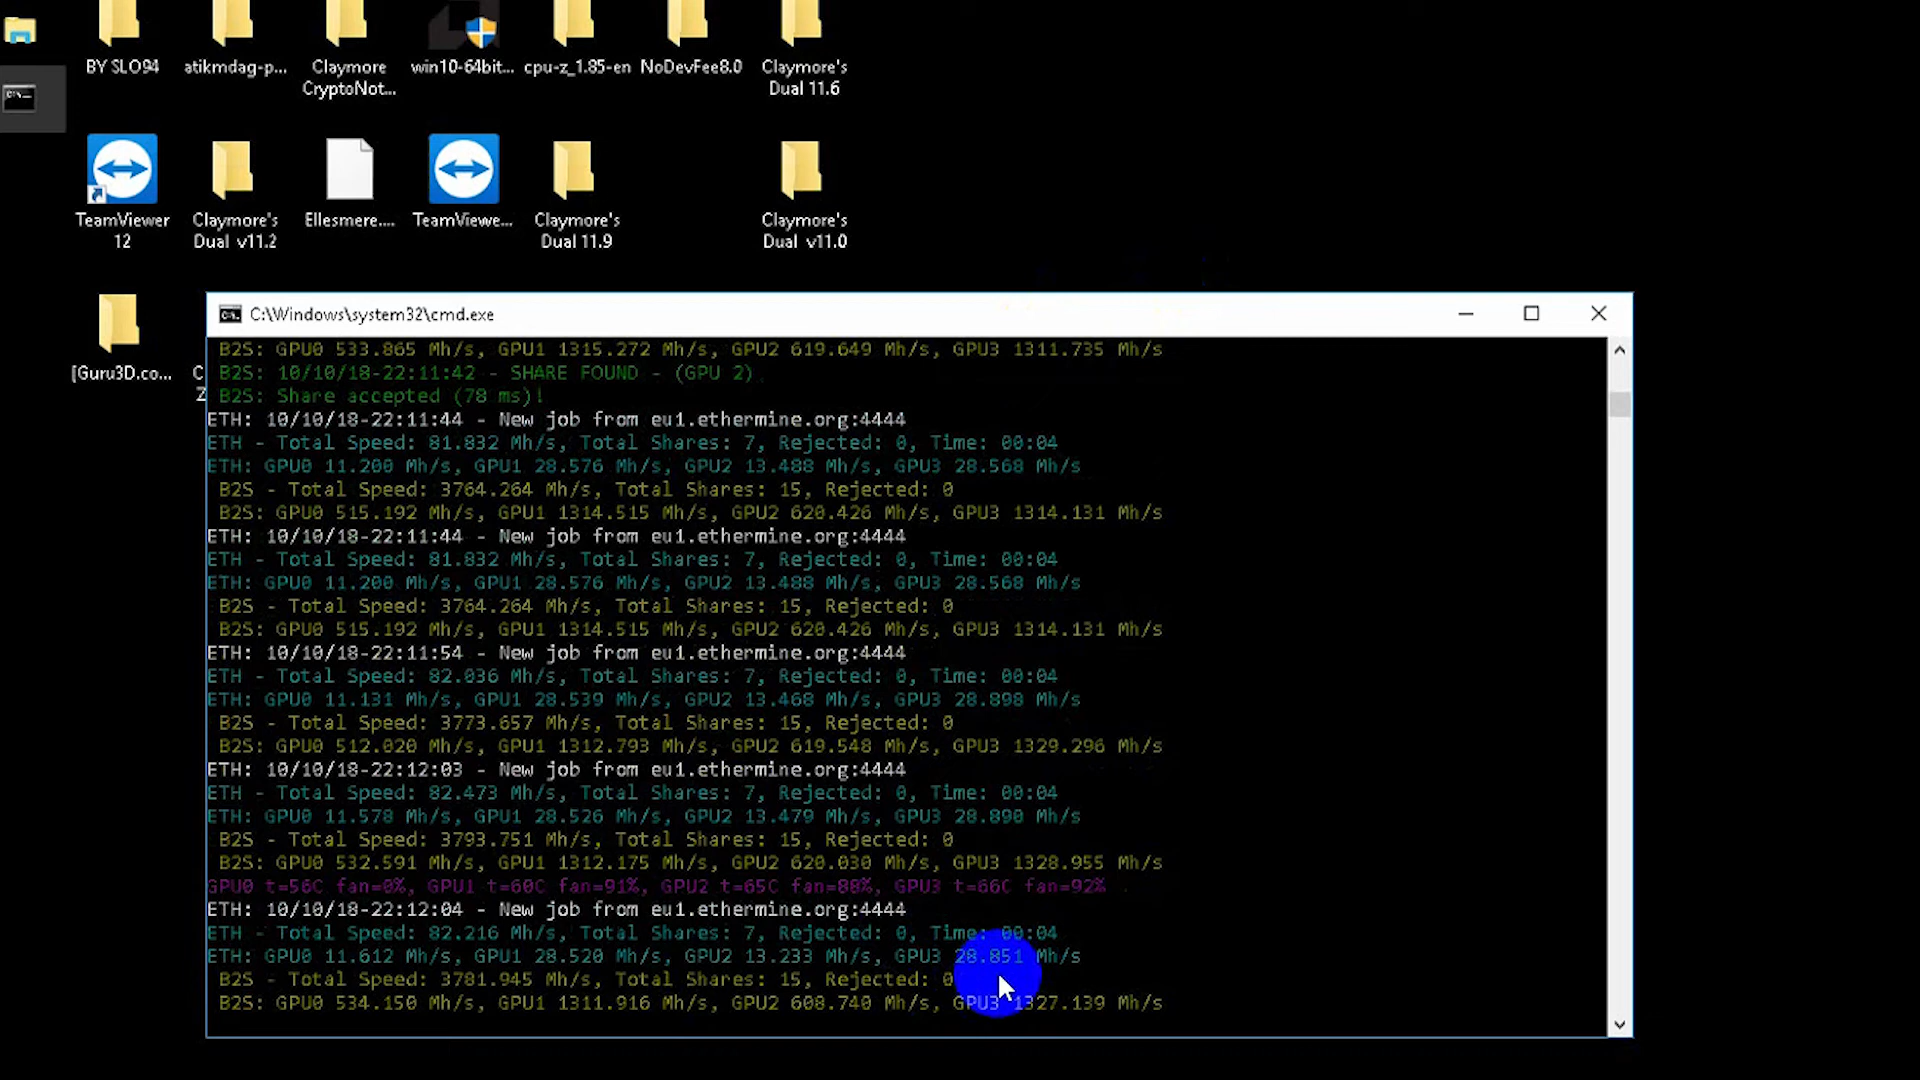 BY SLO94
atikmdag-p...
Claymore CryptoNot...
win10-64bit...
cpu-z_1.85-en
NoDevFee8.0
Claymore's Dual 11.6
TeamViewer 12
Claymore's Dual v11.2
Ellesmere....
TeamViewe...
Claymore's Dual 11.9
Claymore's Dual v11.0
[Guru3D.co...
C
Z
C:\Windows\system32\cmd.exe
B2S: GPU0 533.865 Mh/s, GPU1 1315.272 Mh/s, GPU2 619.649 Mh/s, GPU3 1311.735 Mh/s
B2S: 10/10/18-22:11:42 - SHARE FOUND - (GPU 2)
B2S: Share accepted (78 ms)!
ETH: 10/10/18-22:11:44 - New job from eu1.ethermine.org:4444
ETH - Total Speed: 81.832 Mh/s, Total Shares: 7, Rejected: 0, Time: 00:04
ETH: GPU0 11.200 Mh/s, GPU1 28.576 Mh/s, GPU2 13.488 Mh/s, GPU3 28.568 Mh/s
B2S - Total Speed: 3764.264 Mh/s, Total Shares: 15, Rejected: 0
B2S: GPU0 515.192 Mh/s, GPU1 1314.515 Mh/s, GPU2 620.426 Mh/s, GPU3 1314.131 Mh/s
ETH: 10/10/18-22:11:44 - New job from eu1.ethermine.org:4444
ETH - Total Speed: 81.832 Mh/s, Total Shares: 7, Rejected: 0, Time: 00:04
ETH: GPU0 11.200 Mh/s, GPU1 28.576 Mh/s, GPU2 13.488 Mh/s, GPU3 28.568 Mh/s
B2S - Total Speed: 3764.264 Mh/s, Total Shares: 15, Rejected: 0
B2S: GPU0 515.192 Mh/s, GPU1 1314.515 Mh/s, GPU2 620.426 Mh/s, GPU3 1314.131 Mh/s
ETH: 10/10/18-22:11:54 - New job from eu1.ethermine.org:4444
ETH - Total Speed: 82.036 Mh/s, Total Shares: 7, Rejected: 0, Time: 00:04
ETH: GPU0 11.131 Mh/s, GPU1 28.539 Mh/s, GPU2 13.468 Mh/s, GPU3 28.898 Mh/s
B2S - Total Speed: 3773.657 Mh/s, Total Shares: 15, Rejected: 0
B2S: GPU0 512.020 Mh/s, GPU1 1312.793 Mh/s, GPU2 619.548 Mh/s, GPU3 1329.296 Mh/s
ETH: 10/10/18-22:12:03 - New job from eu1.ethermine.org:4444
ETH - Total Speed: 82.473 Mh/s, Total Shares: 7, Rejected: 0, Time: 00:04
ETH: GPU0 11.578 Mh/s, GPU1 28.526 Mh/s, GPU2 13.479 Mh/s, GPU3 28.890 Mh/s
B2S - Total Speed: 3793.751 Mh/s, Total Shares: 15, Rejected: 0
B2S: GPU0 532.591 Mh/s, GPU1 1312.175 Mh/s, GPU2 620.030 Mh/s, GPU3 1328.955 Mh/s
GPU0 t=56C fan=0%, GPU1 t=60C fan=91%, GPU2 t=65C fan=88%, GPU3 t=66C fan=92%
ETH: 10/10/18-22:12:04 - New job from eu1.ethermine.org:4444
ETH - Total Speed: 82.216 Mh/s, Total Shares: 7, Rejected: 0, Time: 00:04
ETH: GPU0 11.612 Mh/s, GPU1 28.520 Mh/s, GPU2 13.233 Mh/s, GPU3 28.851 Mh/s
B2S - Total Speed: 3781.945 Mh/s, Total Shares: 15, Rejected: 0
B2S: GPU0 534.150 Mh/s, GPU1 1311.916 Mh/s, GPU2 608.740 Mh/s, GPU3 1327.139 Mh/s